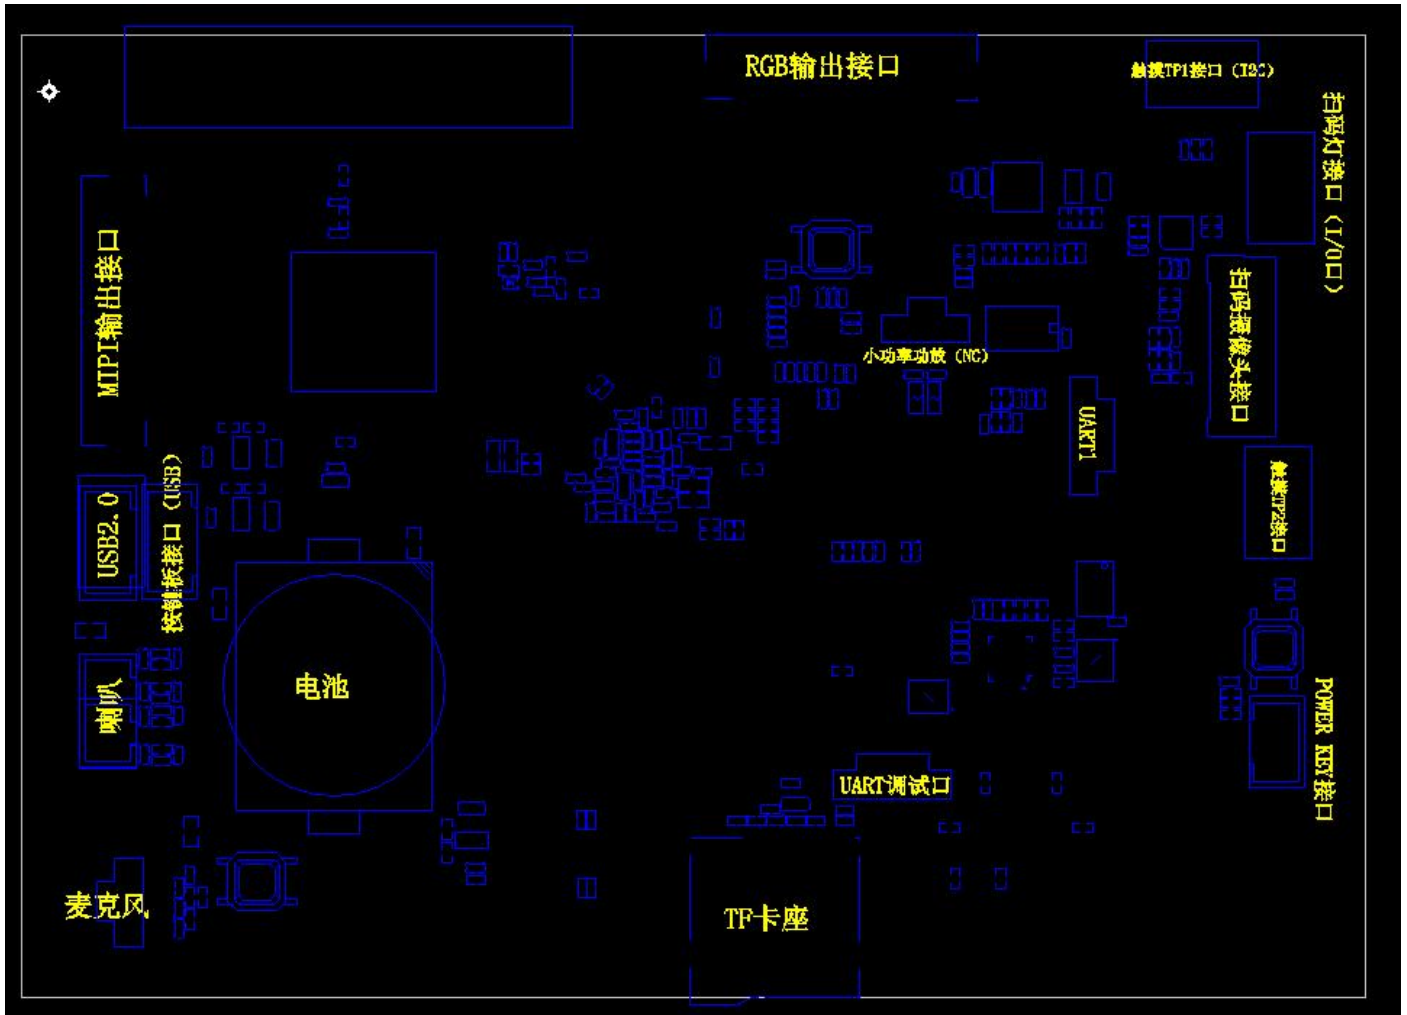 RGB输出接口
触摸TP1接口 (I2C)
扫码灯接口 (I/O口)
MIPI输出接口
扫码摄像头接口
小功率功放 (NC)
UART1
触摸TP2接口
USB2.0
按钮板接口 (USB)
电池
喇叭
POWER KEY接口
UART调试口
麦克风
TF卡座